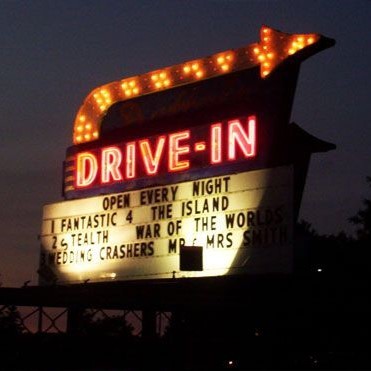 DRIVE-IN
OPEN EVERY NIGHT
1 FANTASTIC 4 THE ISLAND
2 STEALTH WAR OF THE WORLDS
3 WEDDING CRASHERS MR MRS SMITH